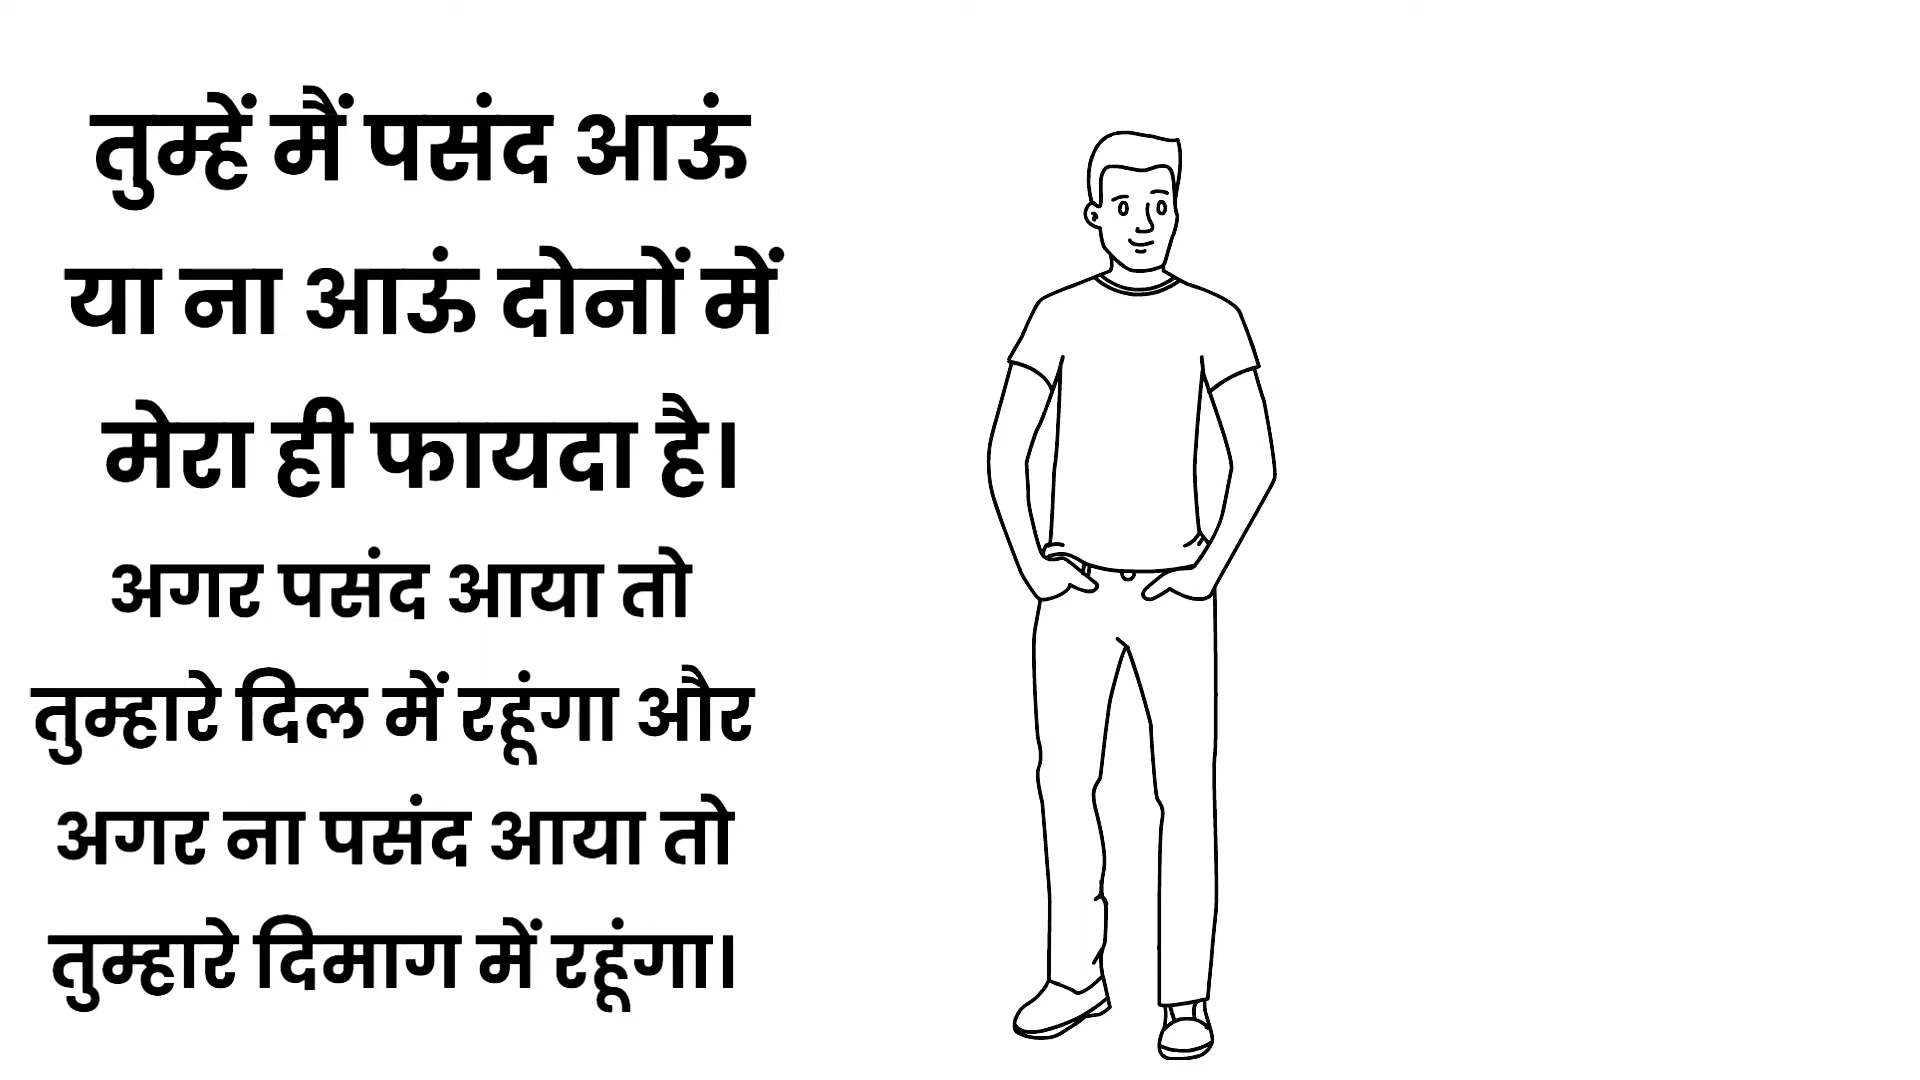 तुम्हें मैं पसंद आऊं
या ना आऊं दोनों में
मेरा ही फायदा है।
अगर पसंद आया तो
तुम्हारे दिल में रहूंगा और
अगर ना पसंद आया तो
तुम्हारे दिमाग में रहूंगा।